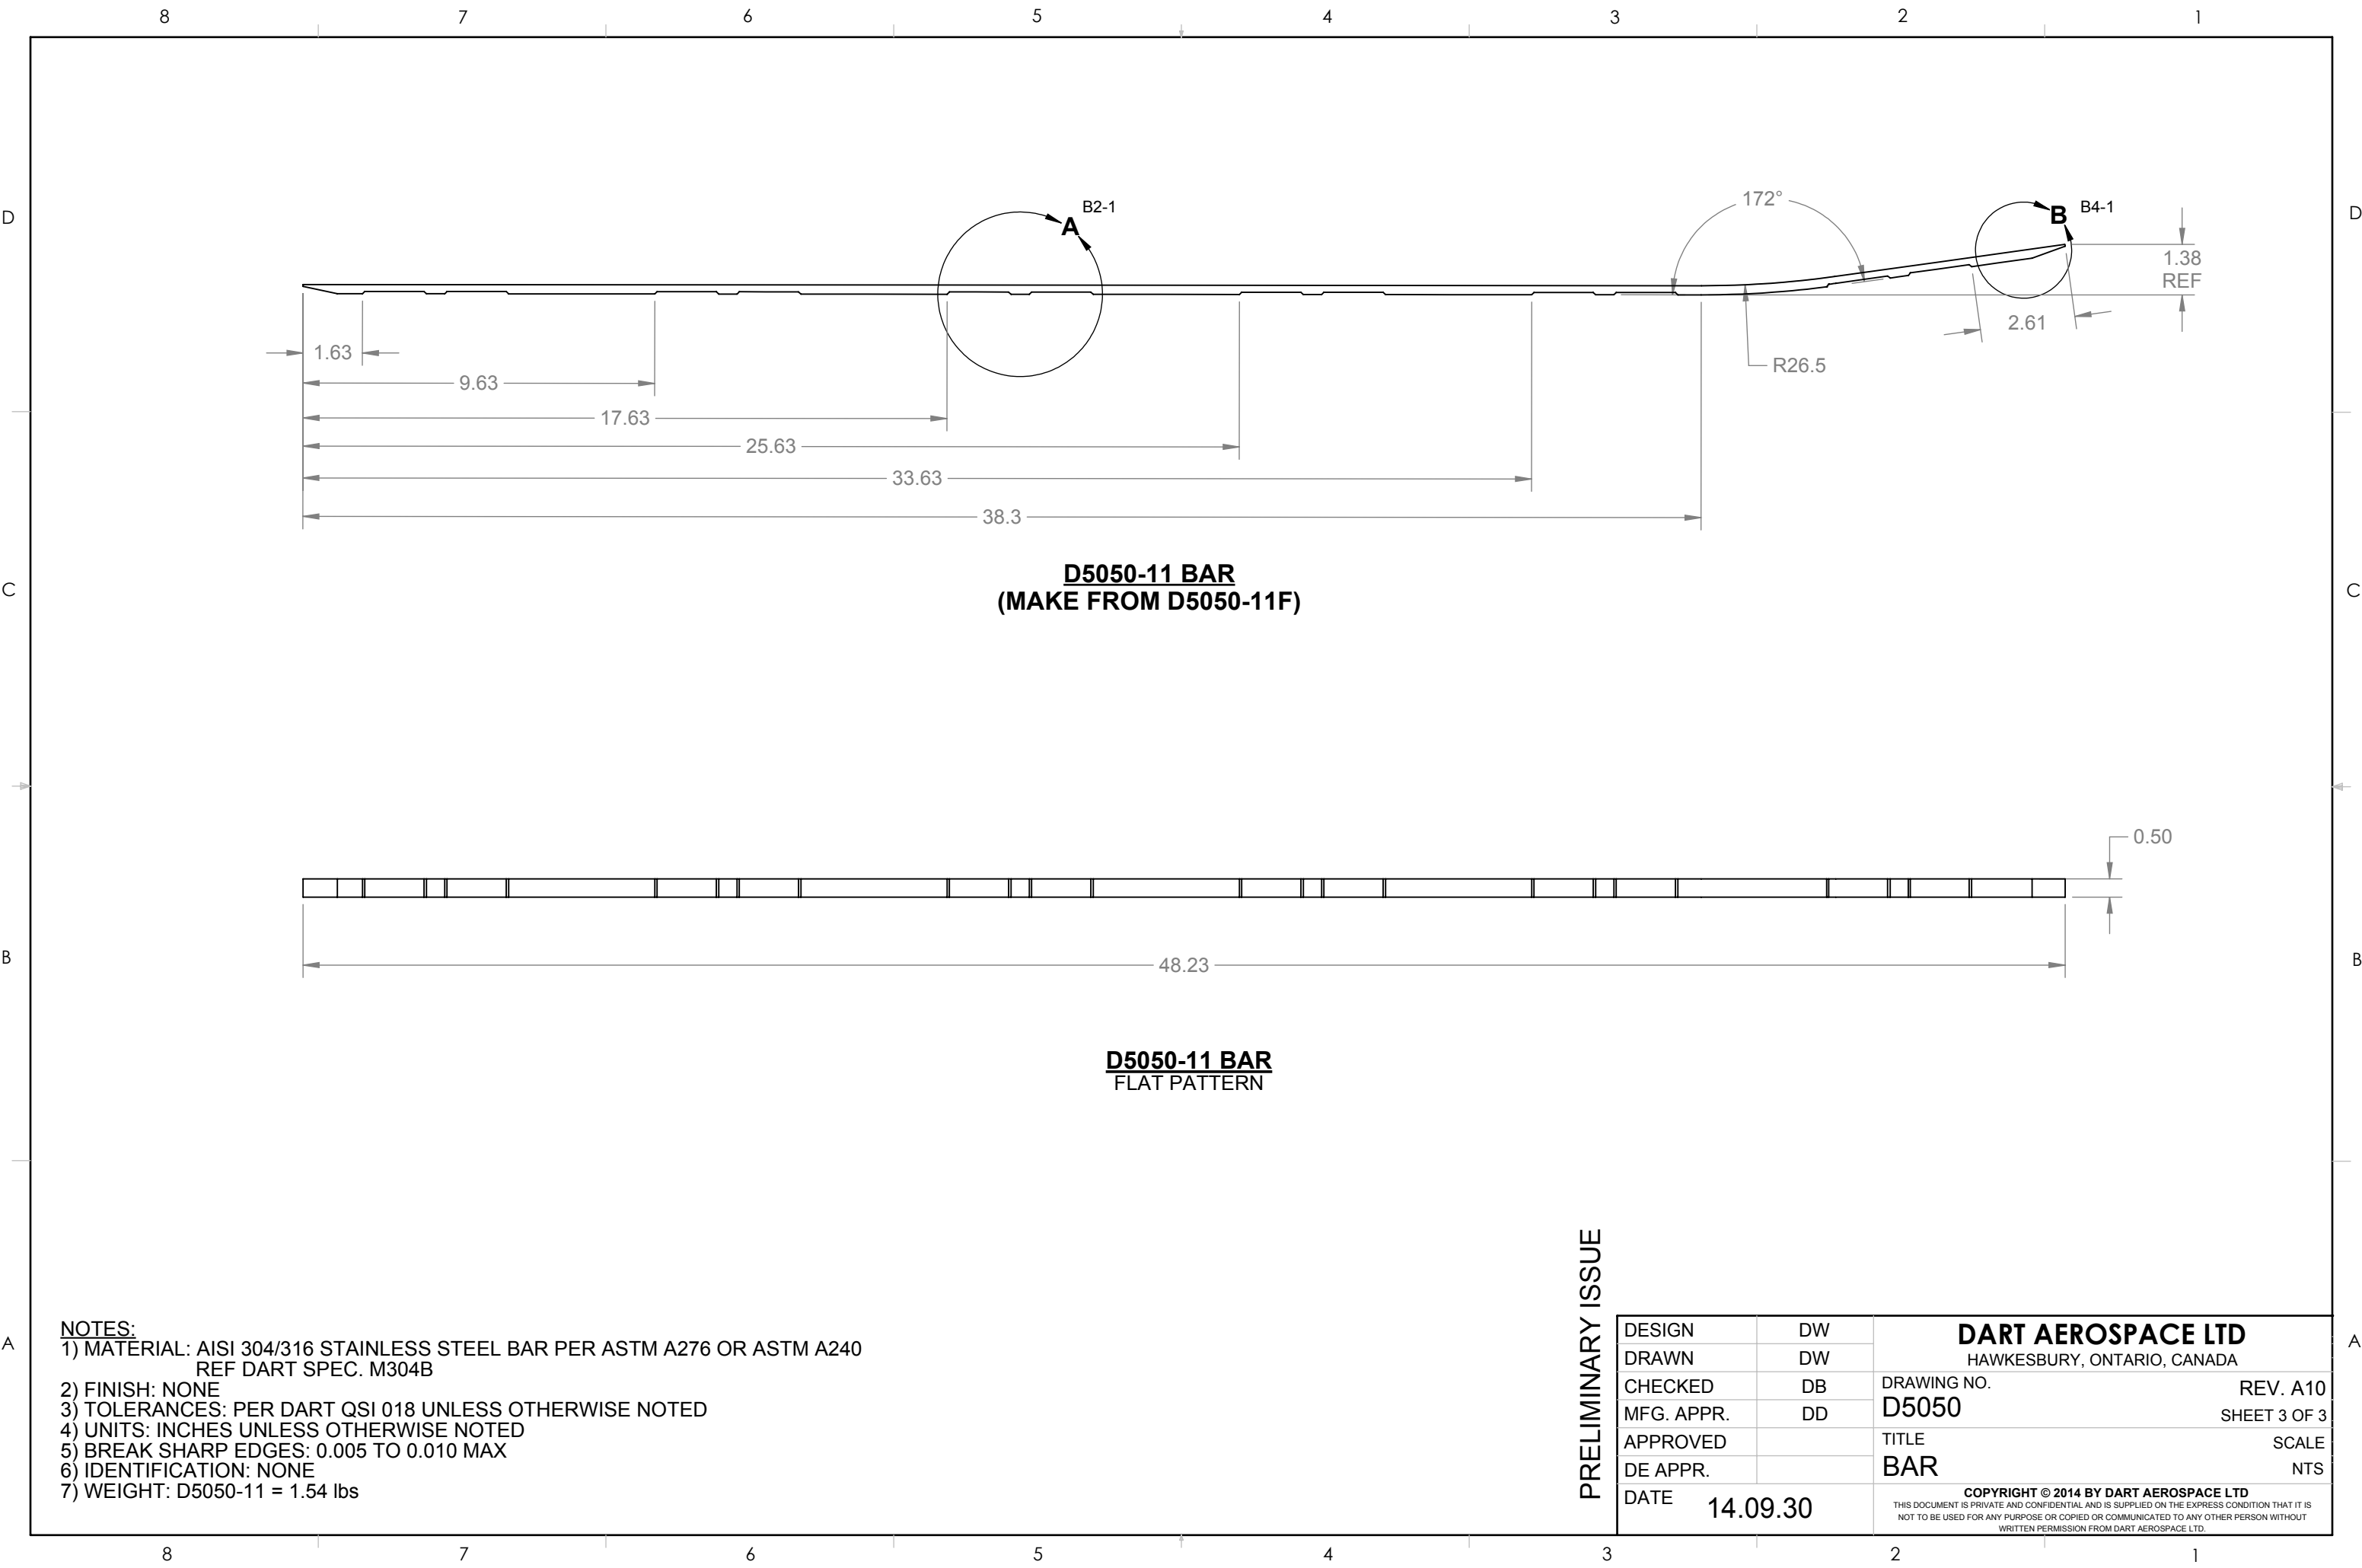 8 7 6 5 4 3 2 1
D
D
172°
A B2-1
B B4-1
1.38
REF
2.61
1.63
R26.5
9.63
17.63
25.63
33.63
38.3
D5050-11 BAR
(MAKE FROM D5050-11F)
C
C
0.50
B
B
48.23
D5050-11 BAR
FLAT PATTERN
PRELIMINARY ISSUE
A
A
NOTES:
1) MATERIAL: AISI 304/316 STAINLESS STEEL BAR PER ASTM A276 OR ASTM A240
REF DART SPEC. M304B
2) FINISH: NONE
3) TOLERANCES: PER DART QSI 018 UNLESS OTHERWISE NOTED
4) UNITS: INCHES UNLESS OTHERWISE NOTED
5) BREAK SHARP EDGES: 0.005 TO 0.010 MAX
6) IDENTIFICATION: NONE
7) WEIGHT: D5050-11 = 1.54 lbs
DESIGN DW
DRAWN DW
CHECKED DB
MFG. APPR. DD
APPROVED
DE APPR.
DATE 14.09.30
DART AEROSPACE LTD
HAWKESBURY, ONTARIO, CANADA
DRAWING NO. REV. A10
D5050 SHEET 3 OF 3
TITLE SCALE
BAR NTS
COPYRIGHT © 2014 BY DART AEROSPACE LTD
THIS DOCUMENT IS PRIVATE AND CONFIDENTIAL AND IS SUPPLIED ON THE EXPRESS CONDITION THAT IT IS
NOT TO BE USED FOR ANY PURPOSE OR COPIED OR COMMUNICATED TO ANY OTHER PERSON WITHOUT
WRITTEN PERMISSION FROM DART AEROSPACE LTD.
8 7 6 5 4 3 2 1